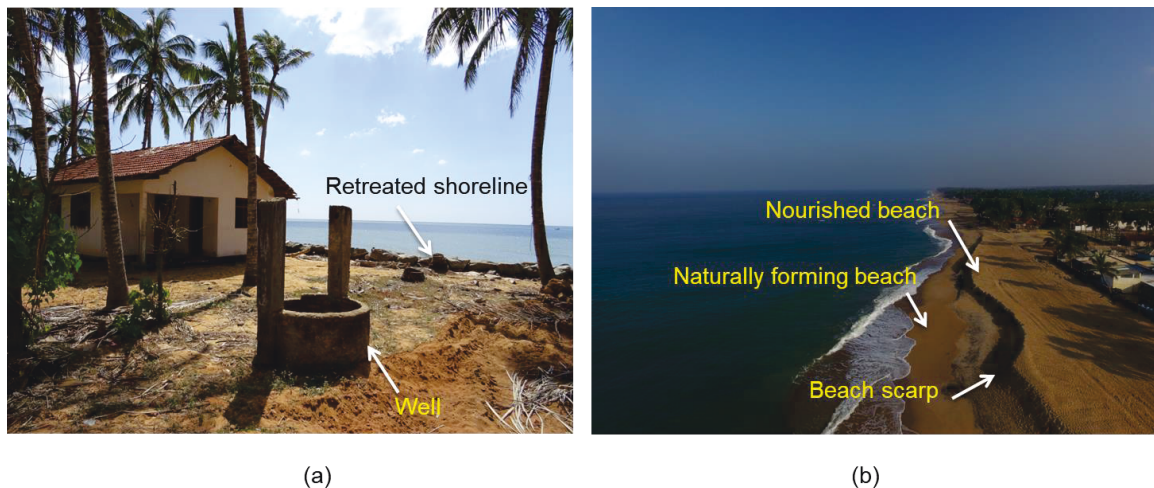 Retreated shoreline
Well
Nourished beach
Naturally forming beach
Beach scarp
(a)
(b)